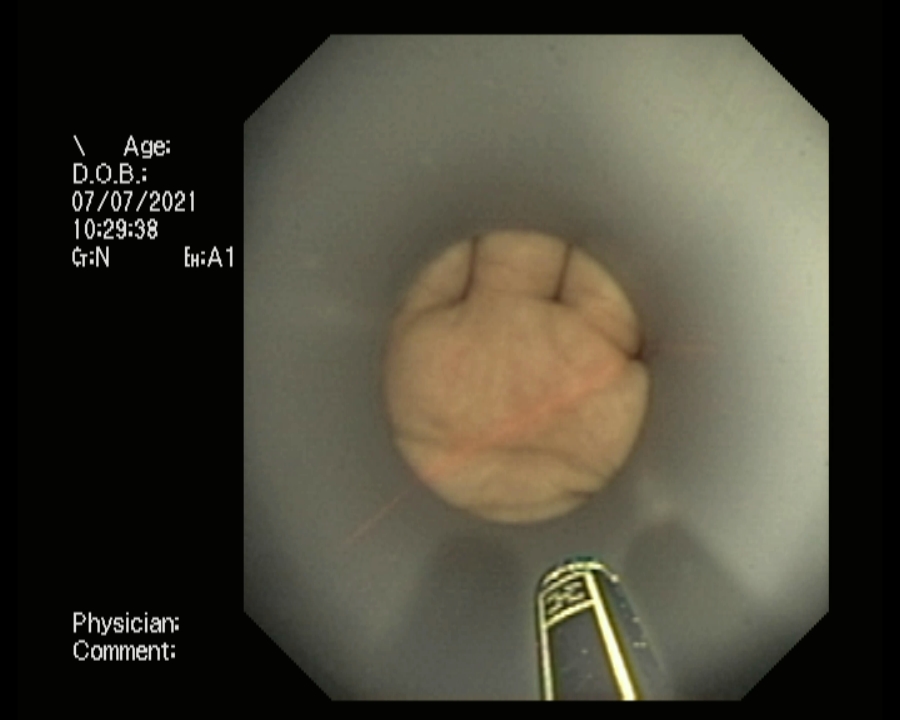 \ Age:
D.O.B.:
07/07/2021
10:29:38
Cr:N Eh:A1
Physician:
Comment: